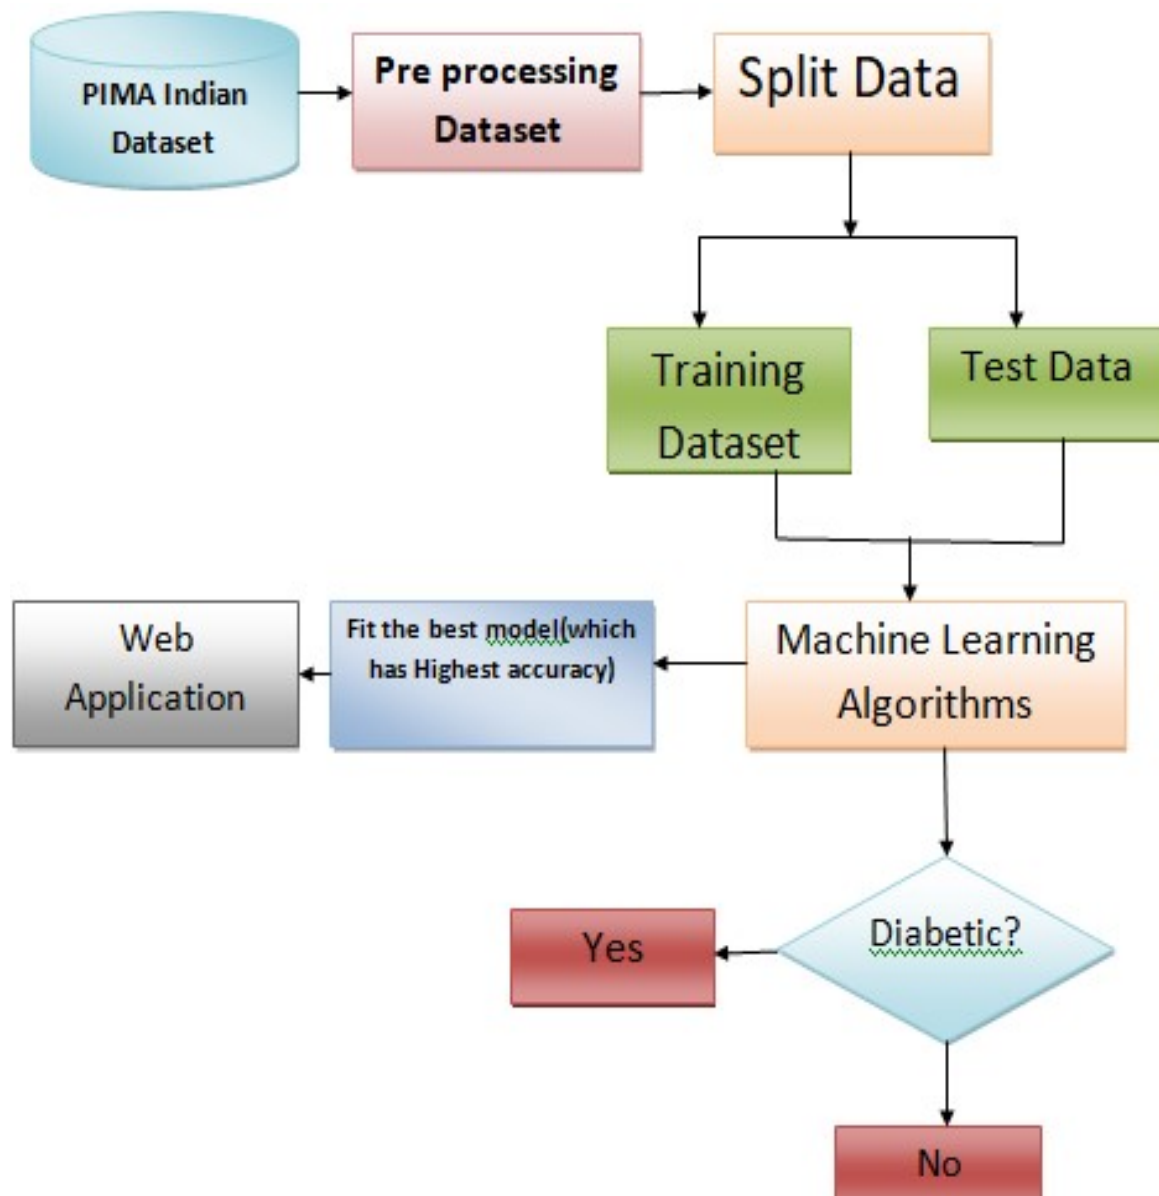 PIMA Indian
Dataset
Pre processing
Dataset
Split Data
Training
Dataset
Test Data
Web
Application
Fit the best model(which
has Highest accuracy)
Machine Learning
Algorithms
Diabetic?
Yes
No